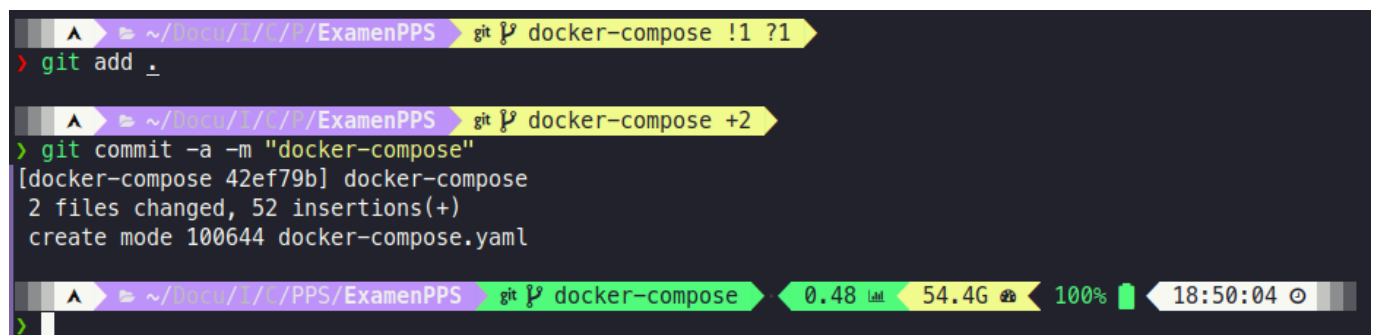 ~/Docu/I/C/P/ExamenPPS git docker-compose !1 ?1
❯ git add .
~/Docu/I/C/P/ExamenPPS git docker-compose +2
❯ git commit -a -m "docker-compose"
[docker-compose 42ef79b] docker-compose
2 files changed, 52 insertions(+)
create mode 100644 docker-compose.yaml
~/Docu/I/C/PPS/ExamenPPS git docker-compose 0.48 54.4G 100% 18:50:04
❯